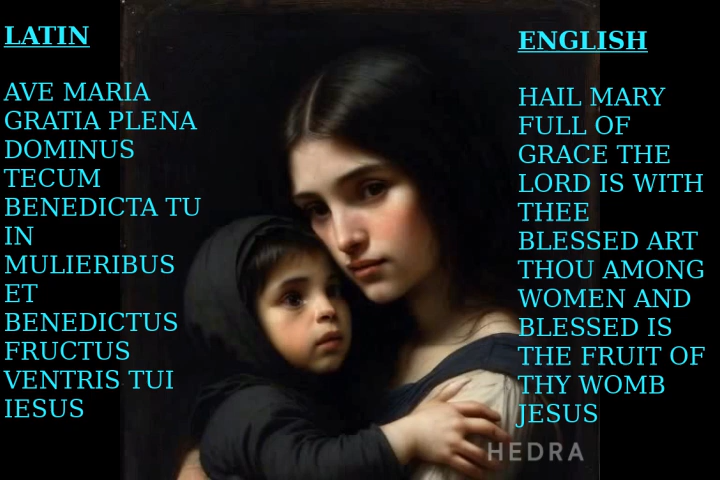 LATIN
AVE MARIA
GRATIA PLENA
DOMINUS
TECUM
BENEDICTA TU
IN
MULIERIBUS
ET
BENEDICTUS
FRUCTUS
VENTRIS TUI
IESUS
ENGLISH
HAIL MARY
FULL OF
GRACE THE
LORD IS WITH
THEE
BLESSED ART
THOU AMONG
WOMEN AND
BLESSED IS
THE FRUIT OF
THY WOMB
JESUS
HEDRA